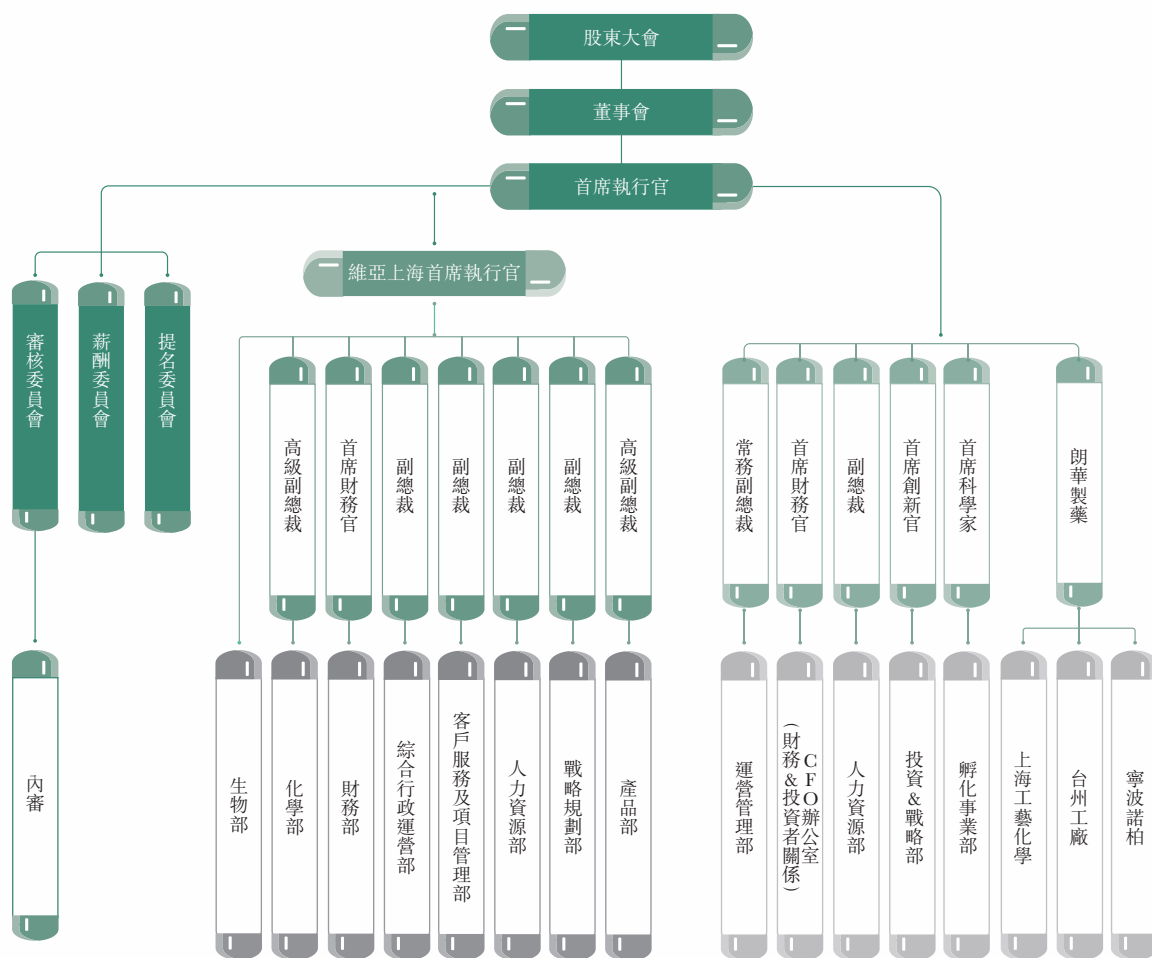 股東大會
董事會
首席執行官
維亞上海首席執行官
審核委員會
薪酬委員會
提名委員會
高級副總裁
首席財務官
副總裁
副總裁
副總裁
副總裁
高級副總裁
常務副總裁
首席財務官
副總裁
首席創新官
首席科學家
朗華製藥
內審
生物部
化學部
財務部
綜合行政運營部
客戶服務及項目管理部
人力資源部
戰略規劃部
產品部
運營管理部
CFO辦公室
(財務&投資者關係)
人力資源部
投資&戰略部
孵化事業部
上海工藝化學
台州工廠
寧波諾柏